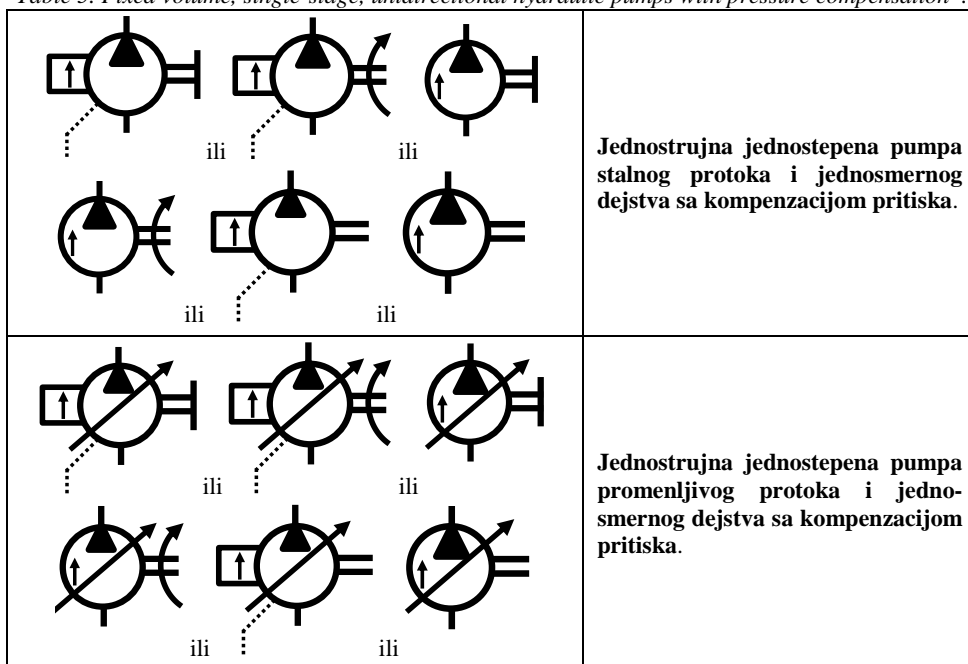 Table 3. Fixed volume, single-stage, unidirectional hydraulic pumps with pressure compensation
ili ili
Jednostrujna jednostepena pumpa
stalnog protoka i jednosmernog
dejstva sa kompenzacijom pritiska.
ili ili
ili ili
Jednostrujna jednostepena pumpa
promenljivog protoka i jedno-
smernog dejstva sa kompenzacijom
pritiska.
ili ili